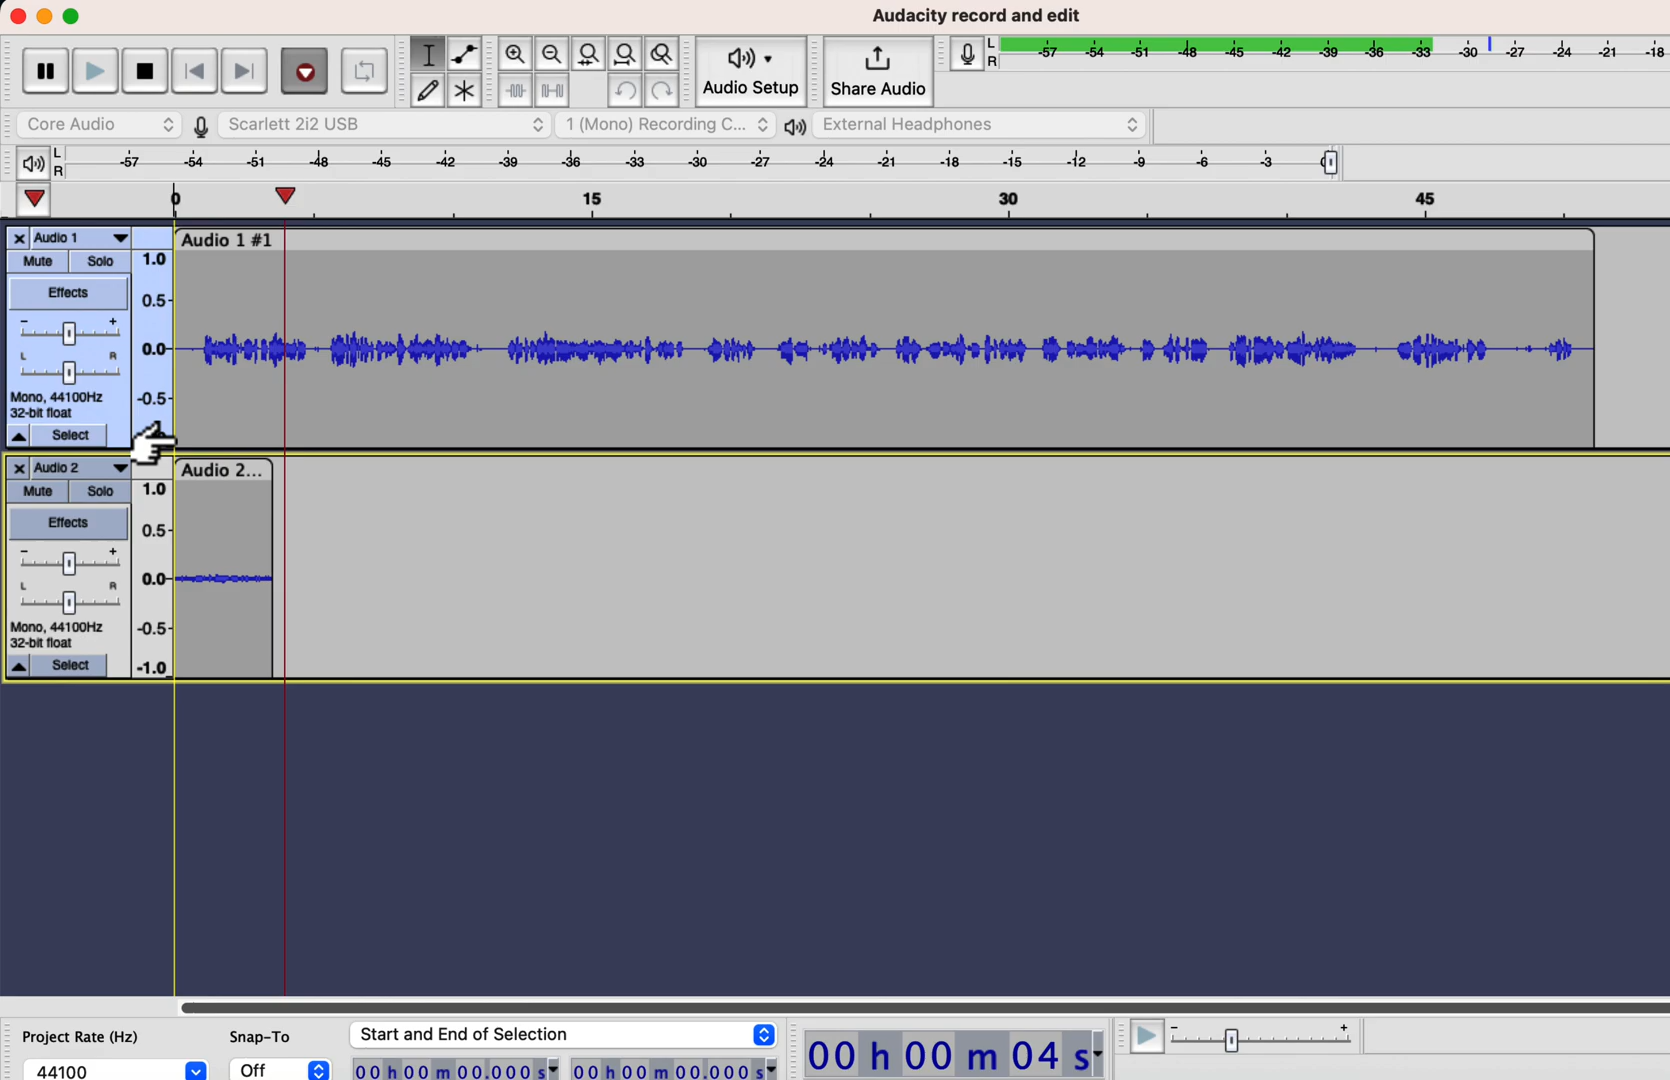 Audacity record and edit
Audio Setup
Share Audio
L
R
-57 -54 -51 -48 -45 -42 -39 -36 -33 -30 -27 -24 -21 -18
Core Audio
Scarlett 2i2 USB
1 (Mono) Recording C...
External Headphones
L
R
-57 -54 -51 -48 -45 -42 -39 -36 -33 -30 -27 -24 -21 -18 -15 -12 -9 -6 -3
0 15 30 45
Audio 1
Audio 1 #1
Mute Solo
1.0
Effects
0.5
- +
0.0
L R
Mono, 44100Hz
-0.5
32-bit float
Select
Audio 2
Audio 2...
Mute Solo
1.0
Effects
0.5
- +
0.0
L R
Mono, 44100Hz
-0.5
32-bit float
Select
-1.0
Project Rate (Hz)
Snap-To
Start and End of Selection
00 h 00 m 04 s
- +
44100
Off
00 h 00 m 00.000 s
00 h 00 m 00.000 s